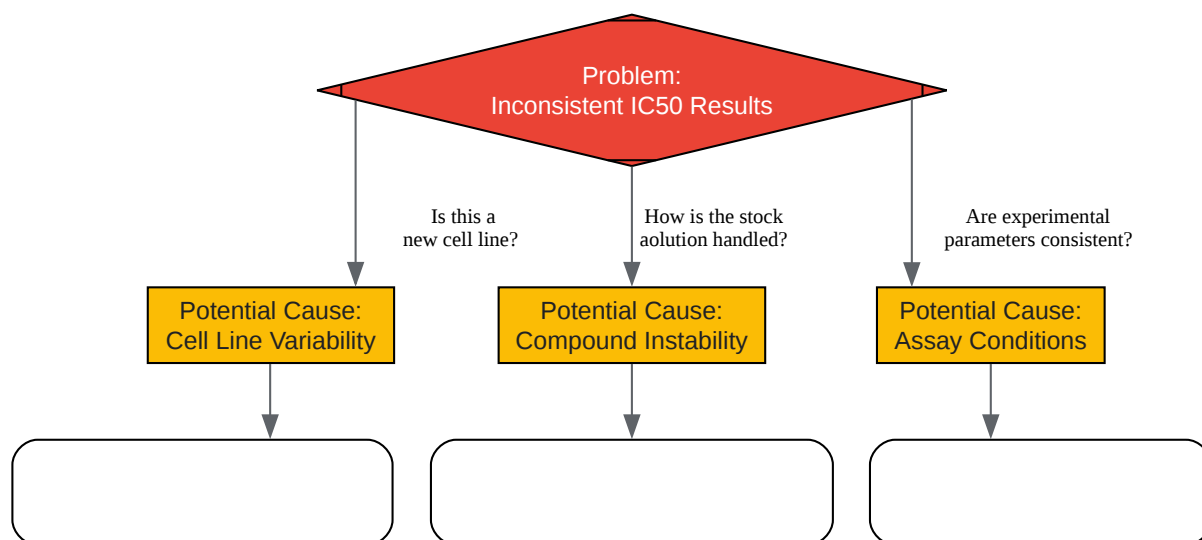 Problem:
Inconsistent IC50 Results
Is this a
new cell line?
How is the stock
aolution handled?
Are experimental
parameters consistent?
Potential Cause:
Cell Line Variability
Potential Cause:
Compound Instability
Potential Cause:
Assay Conditions